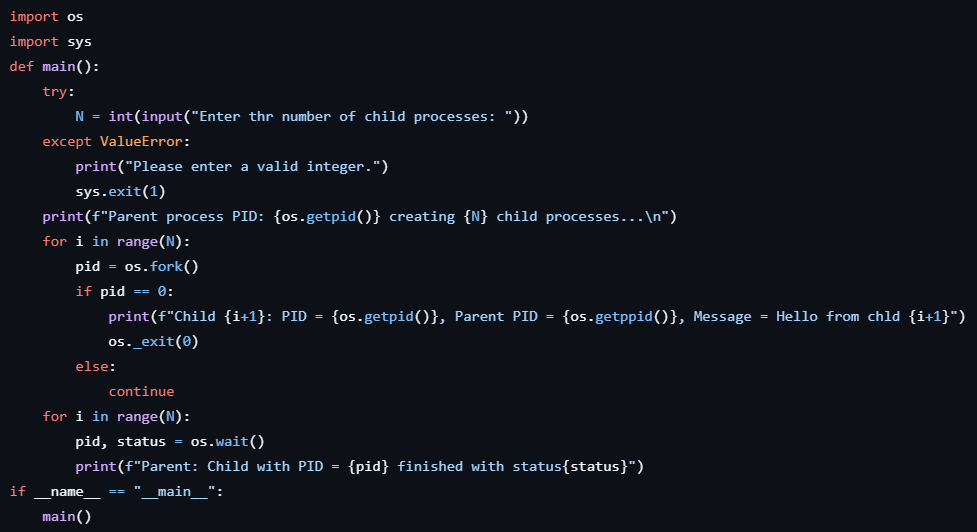 import os
import sys
def main():
    try:
        N = int(input("Enter thr number of child processes: "))
    except ValueError:
        print("Please enter a valid integer.")
        sys.exit(1)
    print(f"Parent process PID: {os.getpid()} creating {N} child processes...\n")
    for i in range(N):
        pid = os.fork()
        if pid == 0:
            print(f"Child {i+1}: PID = {os.getpid()}, Parent PID = {os.getppid()}, Message = Hello from chld {i+1}")
            os._exit(0)
        else:
            continue
    for i in range(N):
        pid, status = os.wait()
        print(f"Parent: Child with PID = {pid} finished with status{status}")
if __name__ == "__main__":
    main()